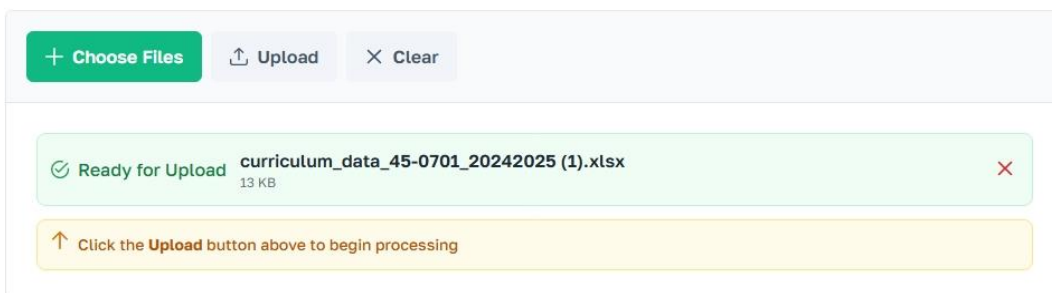 Choose Files Upload Clear
Ready for Upload curriculum_data_45-0701_20242025 (1).xlsx
13 KB
Click the Upload button above to begin processing